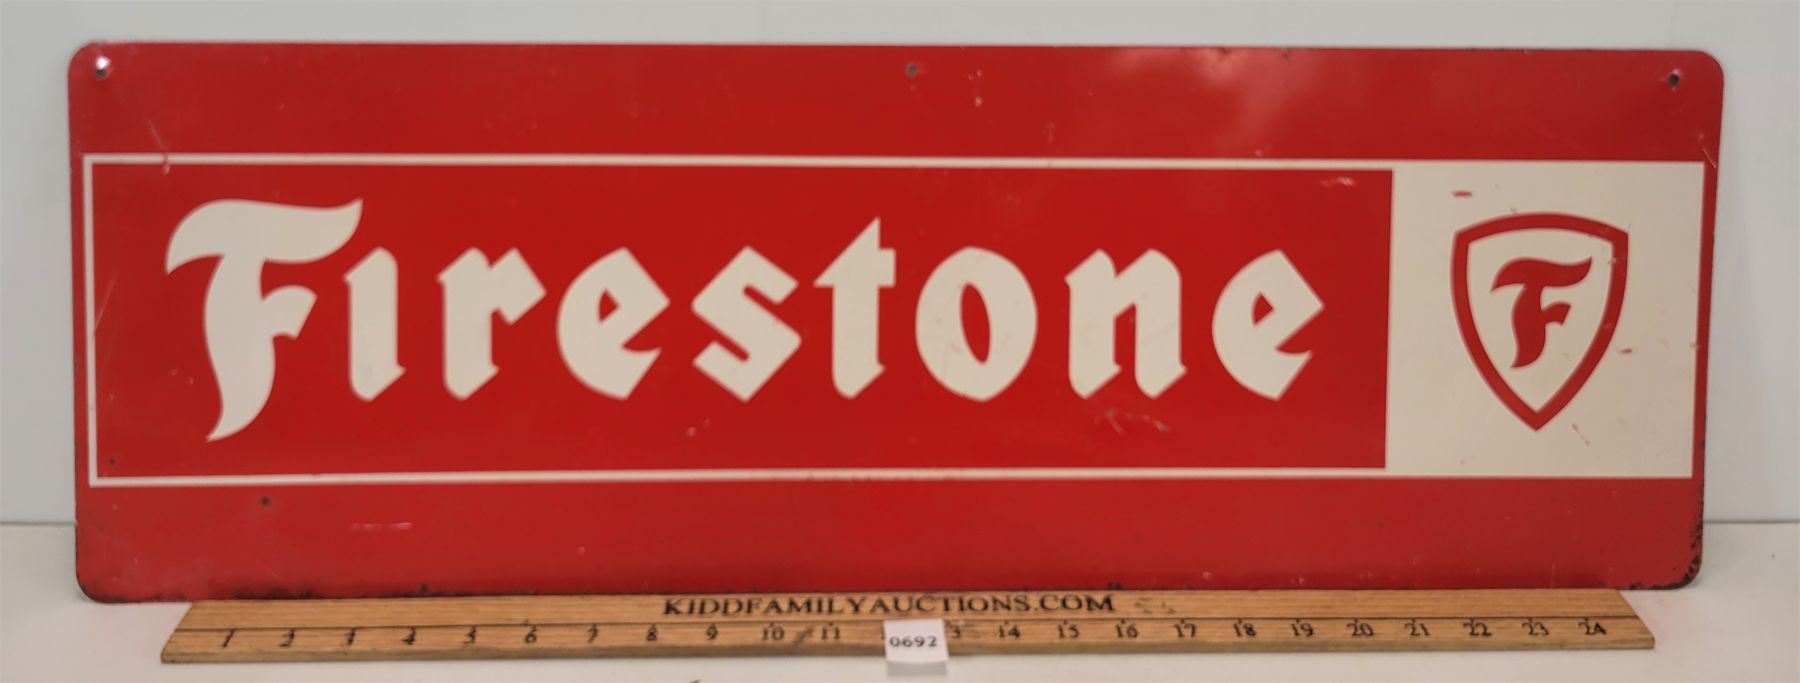 Firestone
F
KIDDFAMILYAUCTIONS.COM
1 2 3 4 5 6 7 8 9 10 11 3 14 15 16 17 18 19 20 21 22 23 24
0692